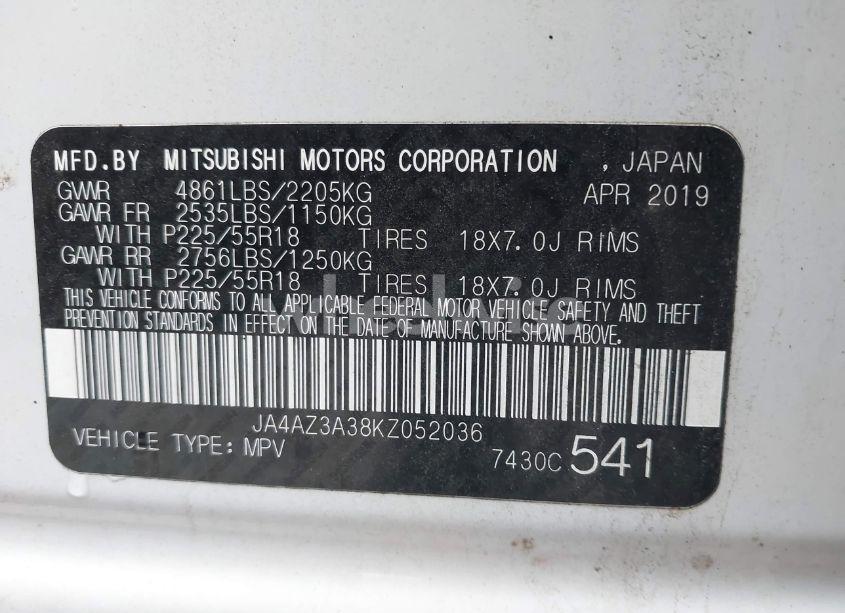 MFD.BY MITSUBISHI MOTORS CORPORATION , JAPAN
GVWR 4861LBS/2205KG APR 2019
GAWR FR 2535LBS/1150KG
WITH P225/55R18 TIRES 18X7.0J RIMS
GAWR RR 2756LBS/1250KG
WITH P225/55R18 TIRES 18X7.0J RIMS
THIS VEHICLE CONFORMS TO ALL APPLICABLE FEDERAL MOTOR VEHICLE SAFETY AND THEFT
PREVENTION STANDARDS IN EFFECT ON THE DATE OF MANUFACTURE SHOWN ABOVE.
JA4AZ3A38KZ052036
VEHICLE TYPE: MPV 7430C 541